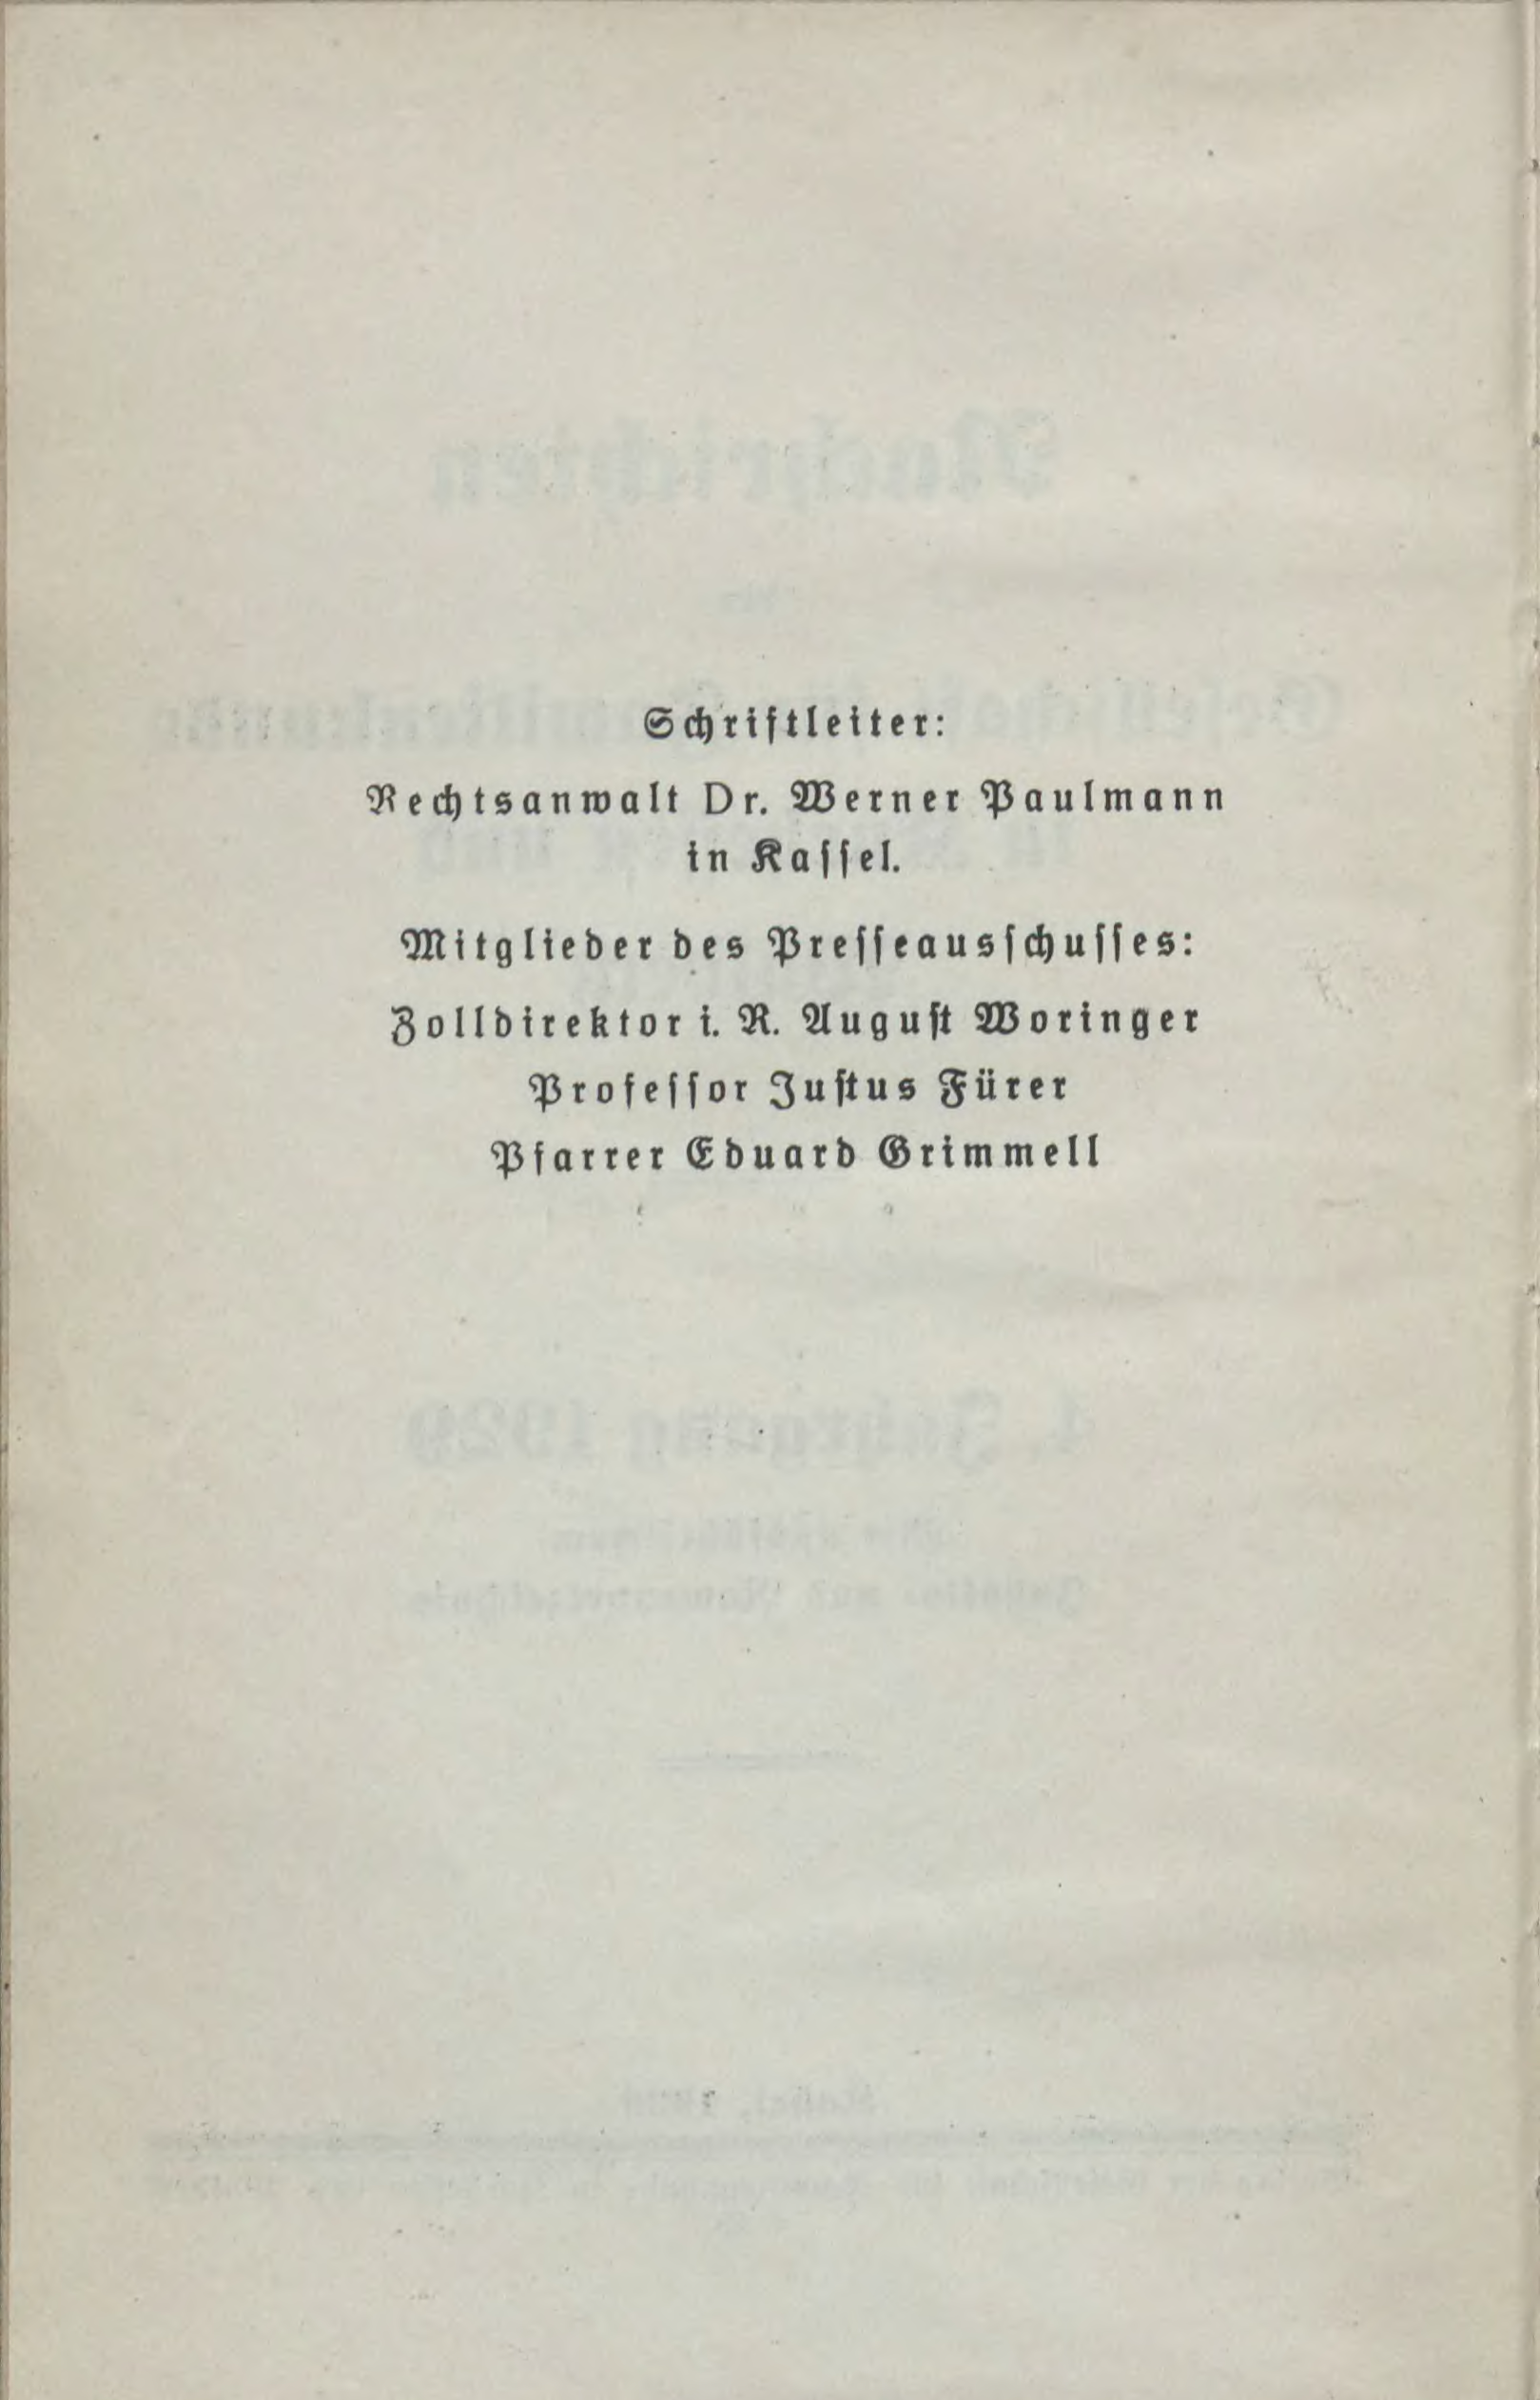 Schriftleiter:
Rechtsanwalt Dr. Werner Paulmann
in Kassel.
Mitglieder des Presseausschusses:
Zolldirektor i. R. August Woringer
Professor Justus Fürer
Pfarrer Eduard Grimmell